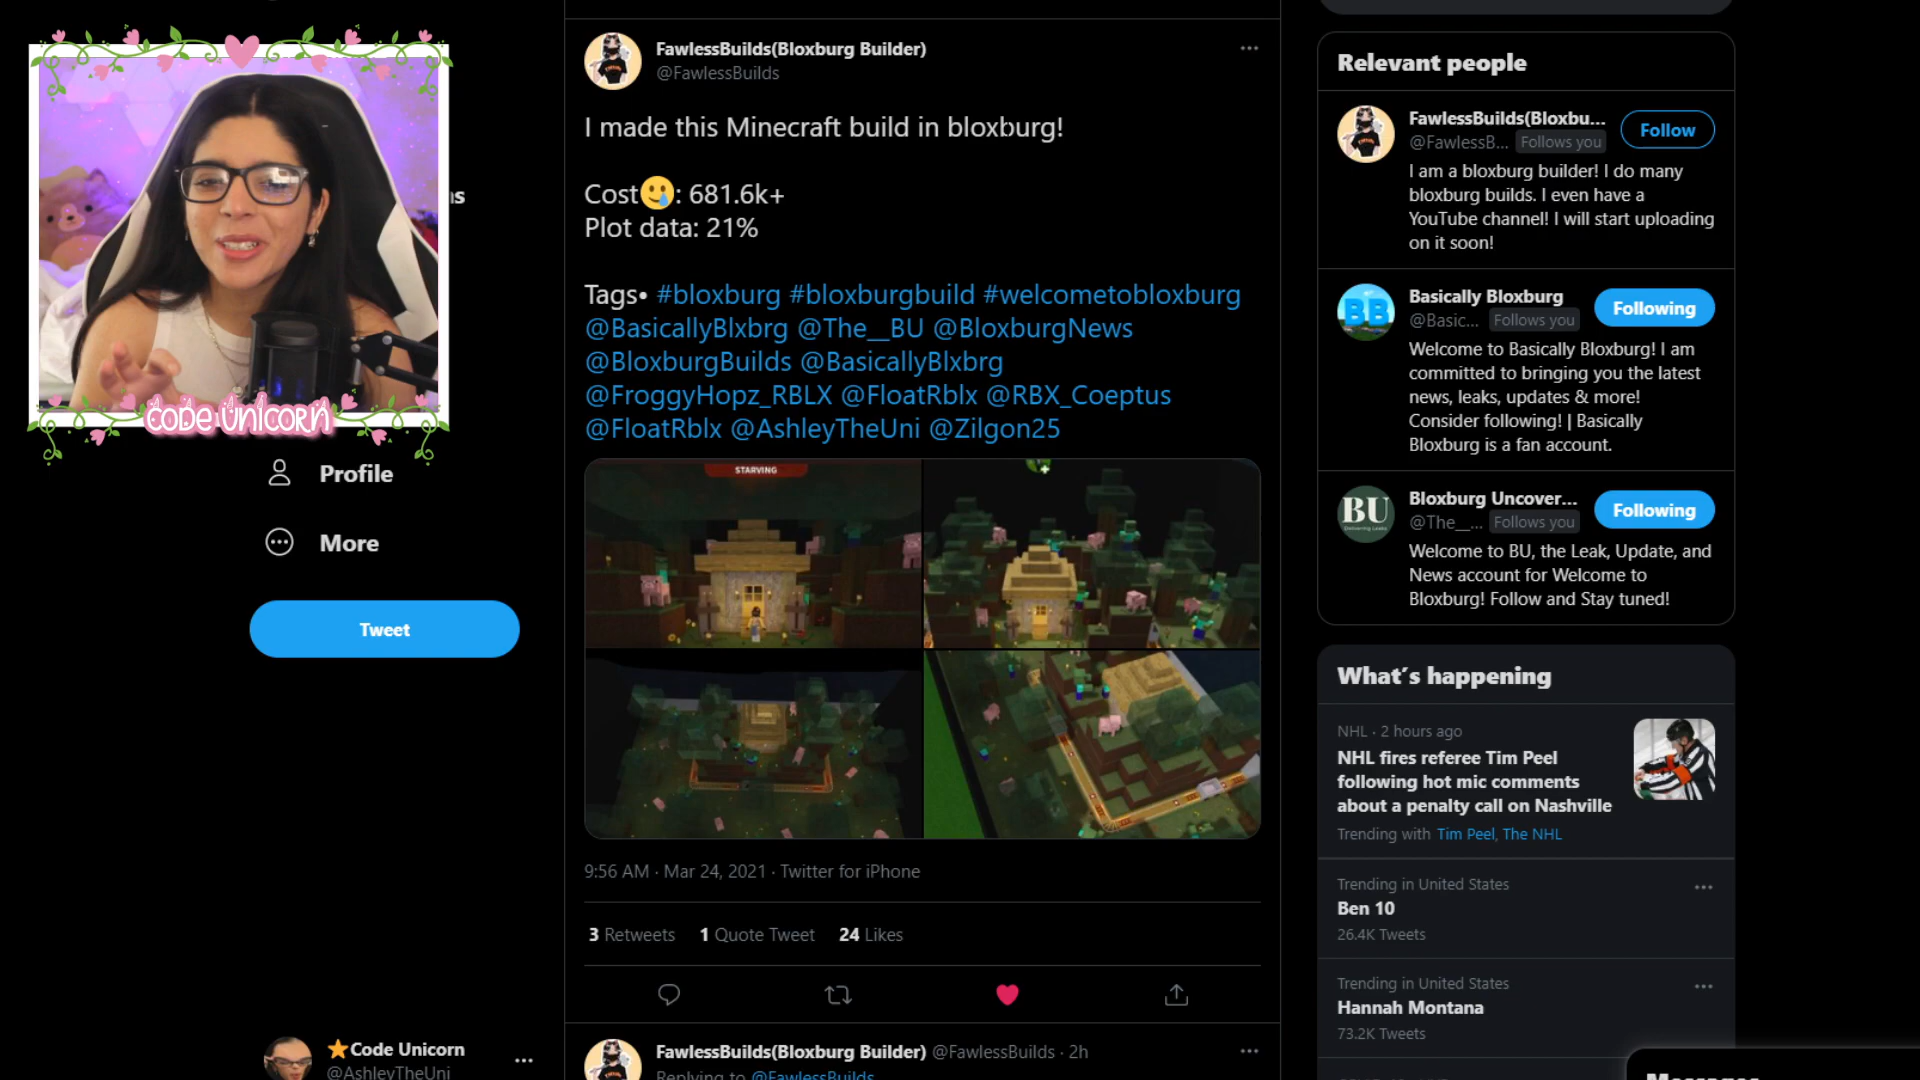 CODE UNICORN
ns
Profile
More
Tweet
⭐Code Unicorn
@AshleyTheUni
FawlessBuilds(Bloxburg Builder)
@FawlessBuilds
I made this Minecraft build in bloxburg!
Cost🥲: 681.6k+
Plot data: 21%
Tags• #bloxburg #bloxburgbuild #welcometobloxburg
@BasicallyBlxbrg @The__BU @BloxburgNews
@BloxburgBuilds @BasicallyBlxbrg
@FroggyHopz_RBLX @FloatRblx @RBX_Coeptus
@FloatRblx @AshleyTheUni @Zilgon25
STARVING
9:56 AM · Mar 24, 2021 · Twitter for iPhone
3 Retweets 1 Quote Tweet 24 Likes
FawlessBuilds(Bloxburg Builder) @FawlessBuilds · 2h
Replying to @FawlessBuilds
Relevant people
FawlessBuilds(Bloxbu...
@FawlessB... Follows you
Follow
I am a bloxburg builder! I do many
bloxburg builds. I even have a
YouTube channel! I will start uploading
on it soon!
Basically Bloxburg
@Basic... Follows you
Following
Welcome to Basically Bloxburg! I am
committed to bringing you the latest
news, leaks, updates & more!
Consider following! | Basically
Bloxburg is a fan account.
BU
Bloxburg Uncover...
@The__... Follows you
Following
Welcome to BU, the Leak, Update, and
News account for Welcome to
Bloxburg! Follow and Stay tuned!
What's happening
NHL · 2 hours ago
NHL fires referee Tim Peel
following hot mic comments
about a penalty call on Nashville
Trending with Tim Peel, The NHL
Trending in United States
Ben 10
26.4K Tweets
Trending in United States
Hannah Montana
73.2K Tweets
Messages